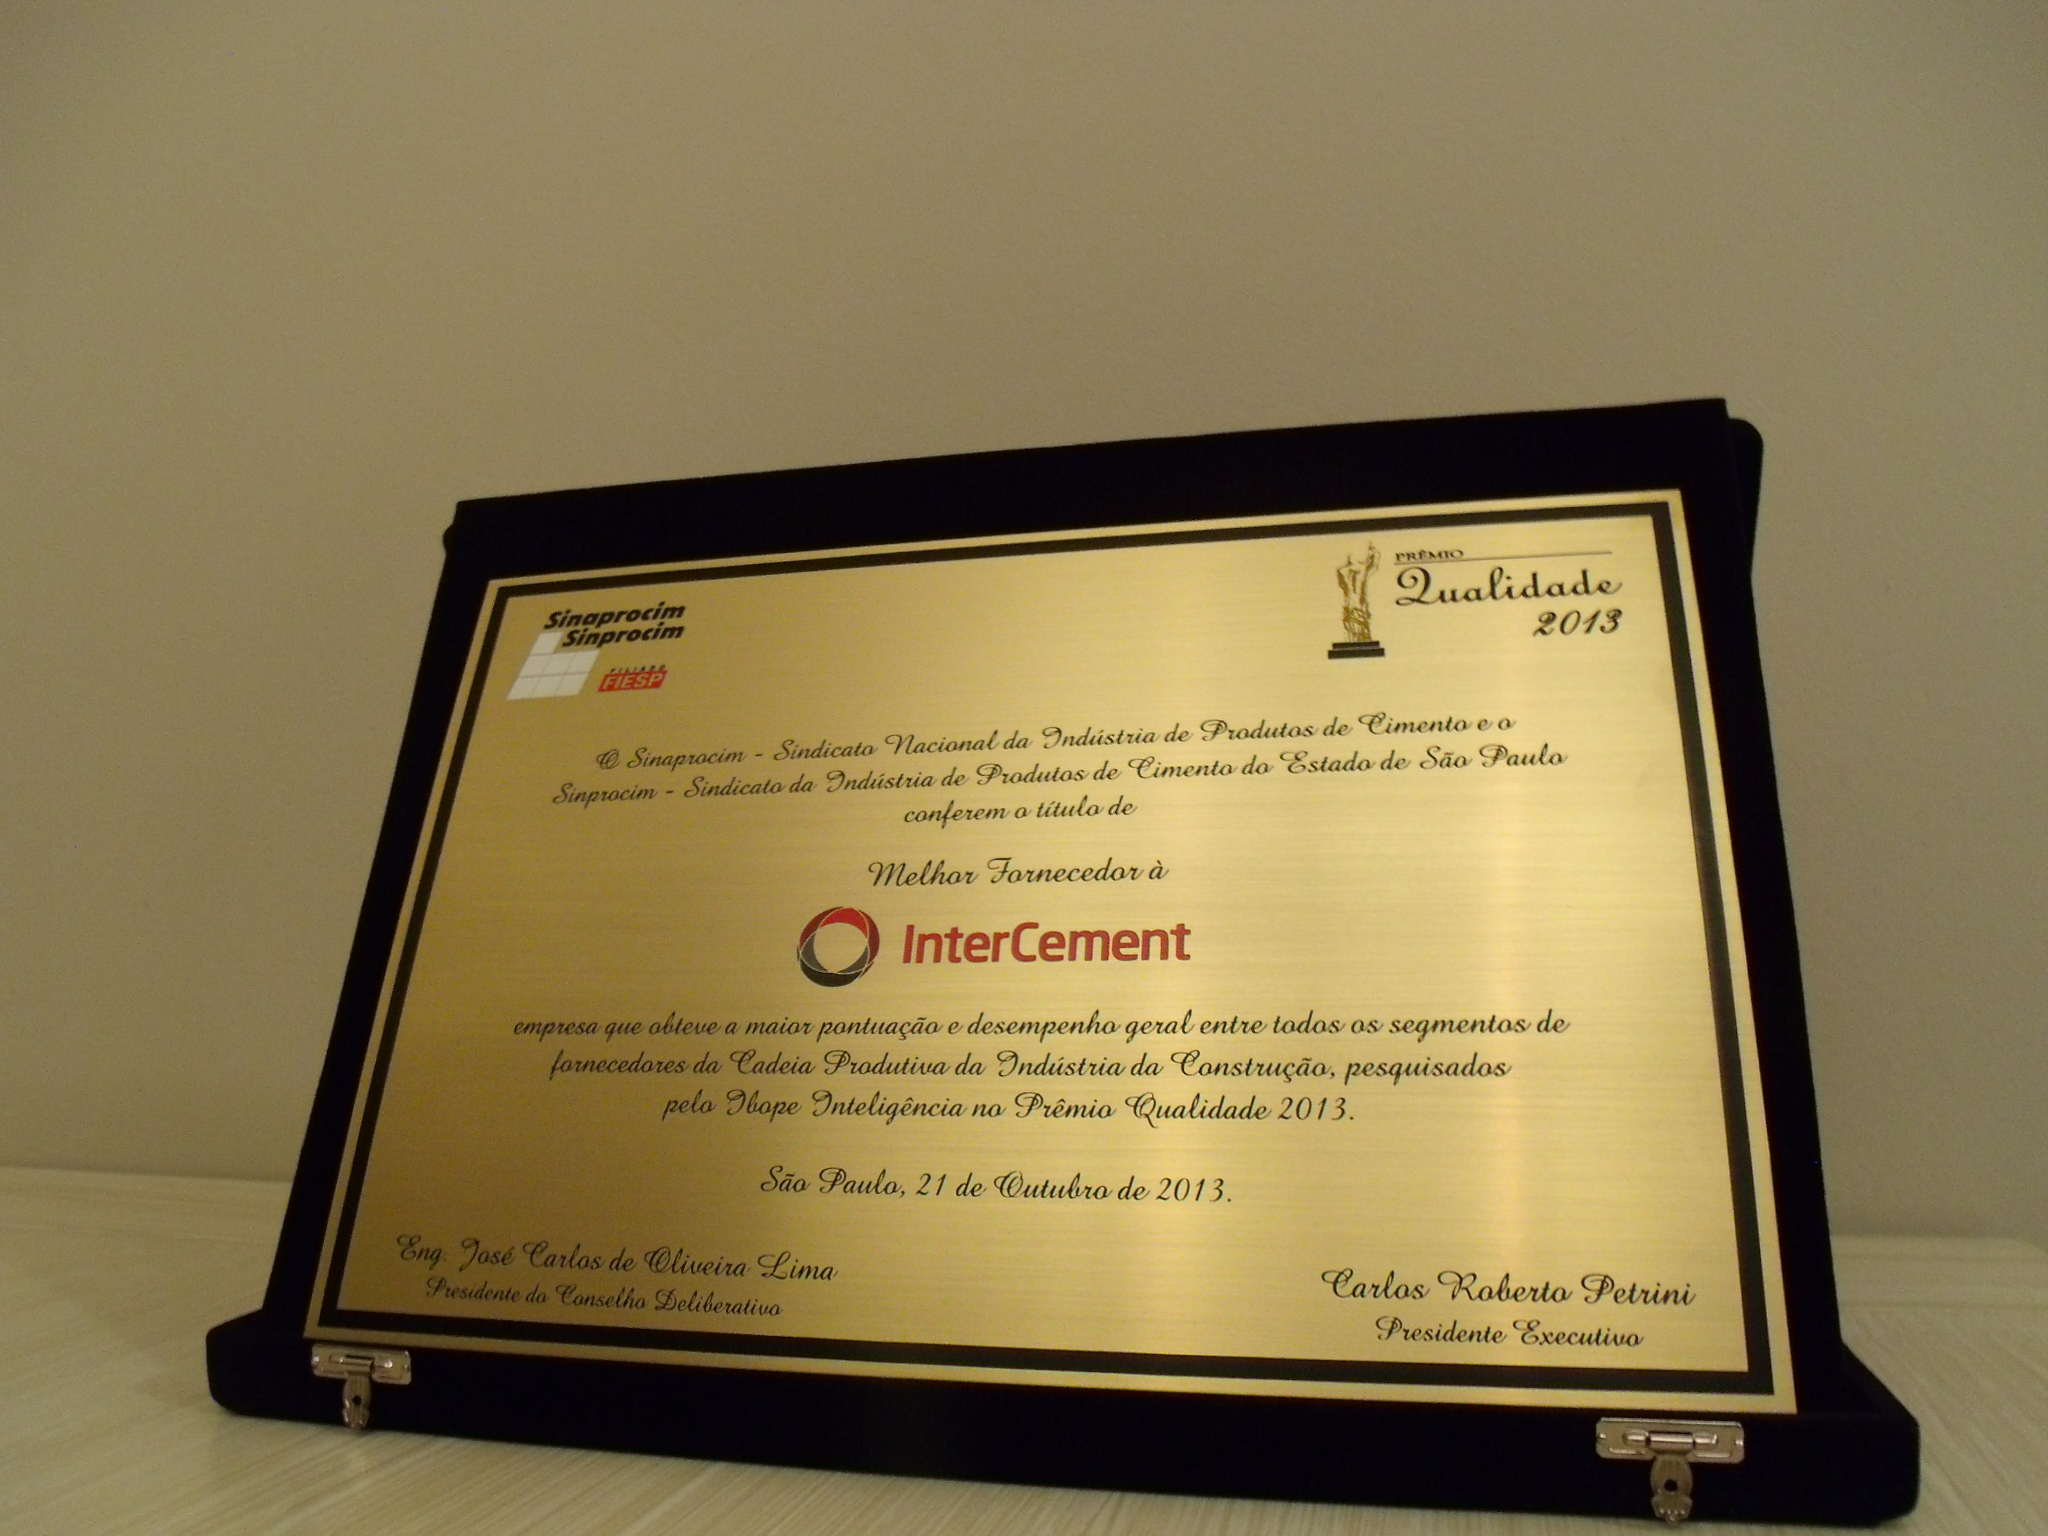 Sinaprocim
Sinprocim
FILIADO
FIESP
PRÊMIO
Qualidade
2013
O Sinaprocim - Sindicato Nacional da Indústria de Produtos de Cimento e o
Sinprocim - Sindicato da Indústria de Produtos de Cimento do Estado de São Paulo
conferem o título de
Melhor Fornecedor à
InterCement
empresa que obteve a maior pontuação e desempenho geral entre todos os segmentos de
fornecedores da Cadeia Produtiva da Indústria da Construção, pesquisados
pelo Ibope Inteligência no Prêmio Qualidade 2013.
São Paulo, 21 de Outubro de 2013.
Eng. José Carlos de Oliveira Lima
Presidente do Conselho Deliberativo
Carlos Roberto Petrini
Presidente Executivo